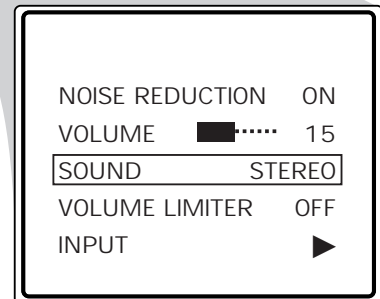 NOISE REDUCTION ON
VOLUME 15
SOUND STEREO
VOLUME LIMITER OFF
INPUT